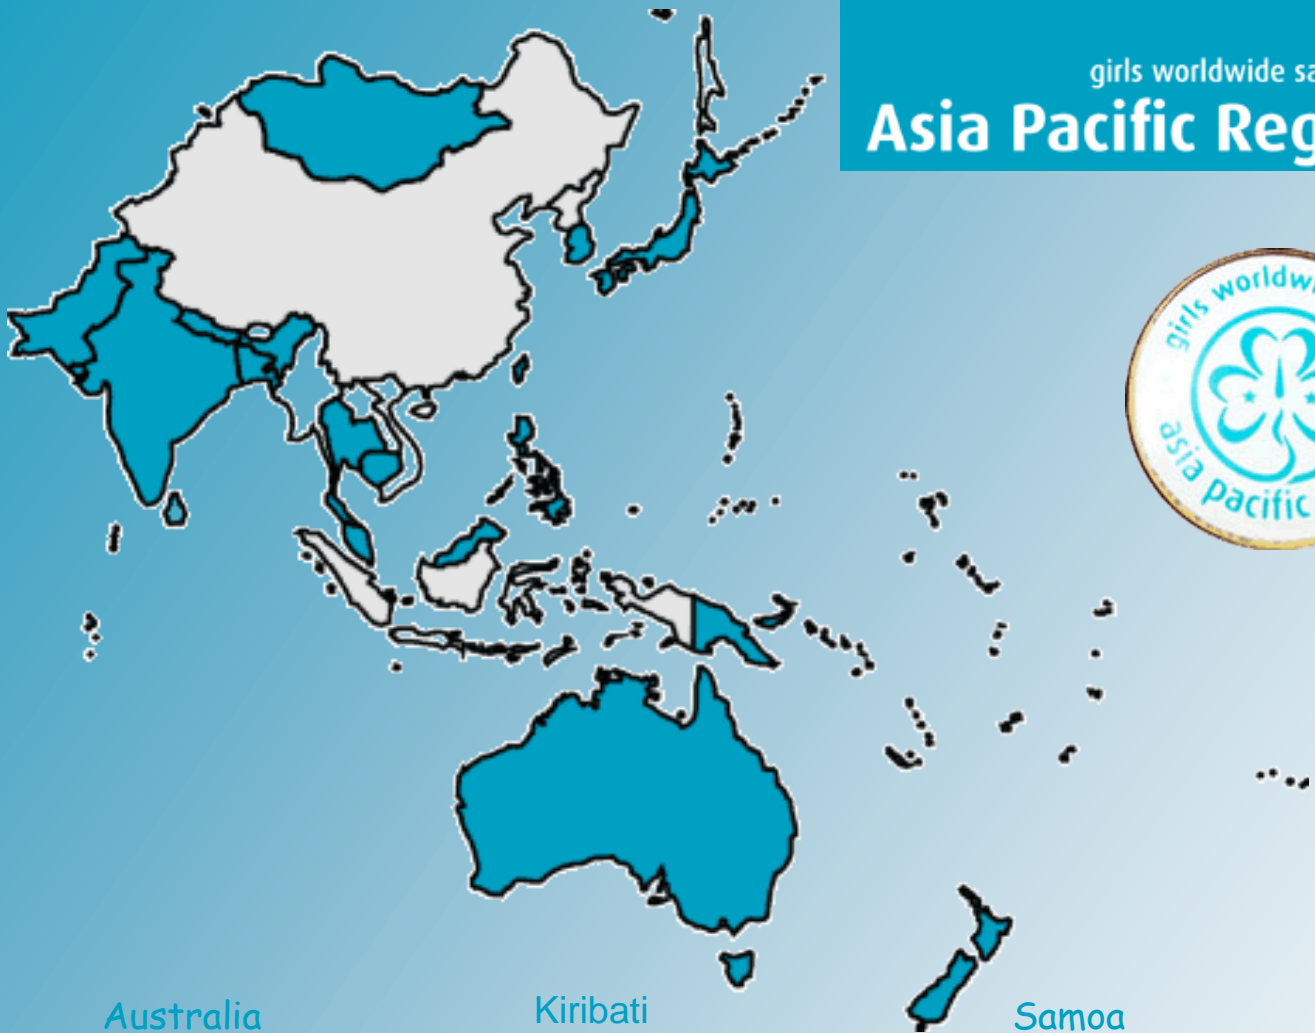 girls worldwide
Asia Pacific
girls
asia pacific
Australia
Kiribati
Samoa